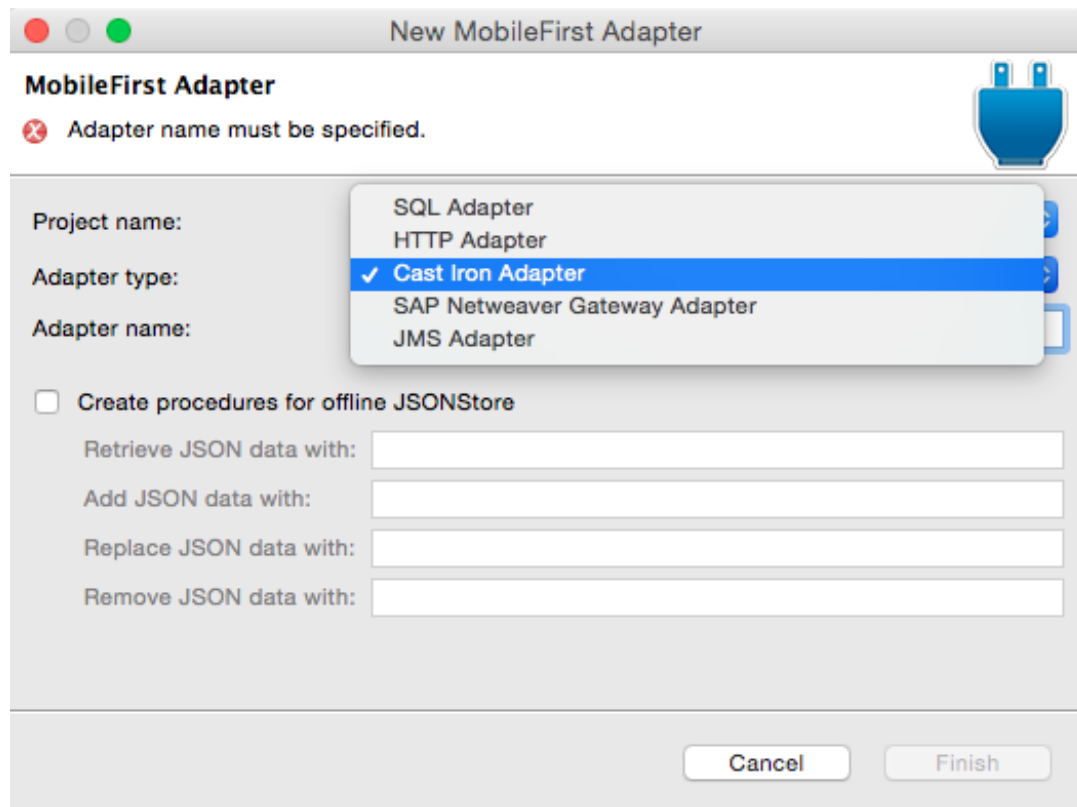 New MobileFirst Adapter
MobileFirst Adapter
Adapter name must be specified.
Project name:
SQL Adapter
HTTP Adapter
Adapter type:
✓ Cast Iron Adapter
SAP Netweaver Gateway Adapter
Adapter name:
JMS Adapter
Create procedures for offline JSONStore
Retrieve JSON data with:
Add JSON data with:
Replace JSON data with:
Remove JSON data with:
Cancel
Finish